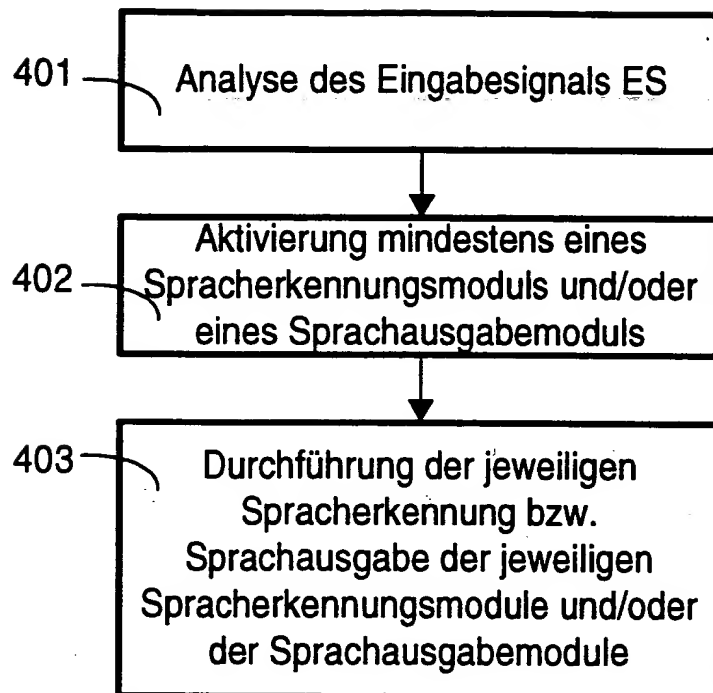 401
Analyse des Eingabesignals ES
402
Aktivierung mindestens eines
Spracherkennungsmoduls und/oder
eines Sprachausgabemoduls
403
Durchführung der jeweiligen
Spracherkennung bzw.
Sprachausgabe der jeweiligen
Spracherkennungsmodule und/oder
der Sprachausgabemodule